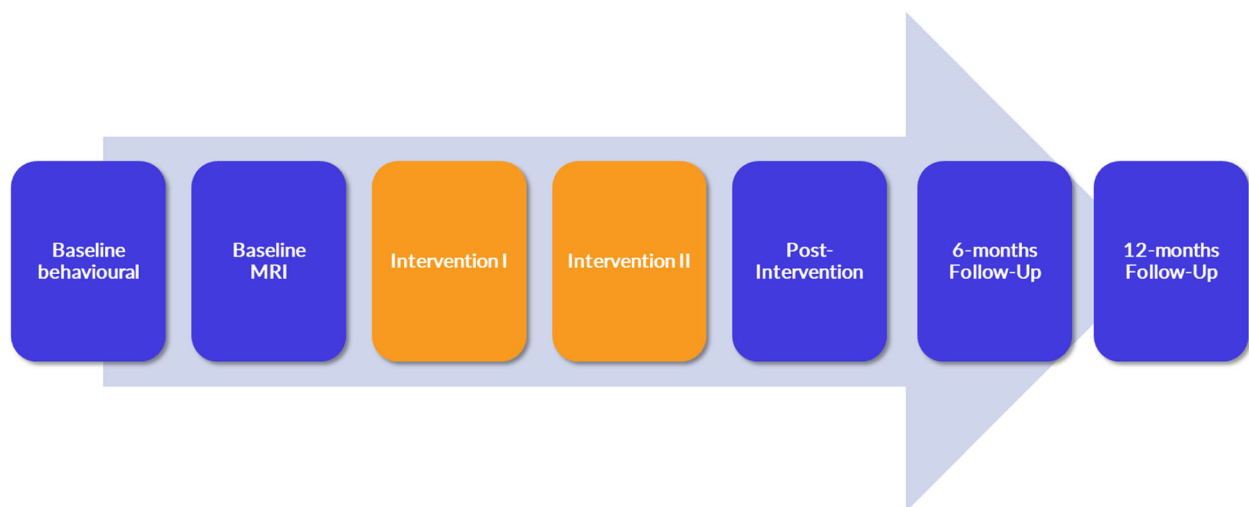 Baseline
behavioural
Baseline
MRI
Intervention I
Intervention II
Post-
Intervention
6-months
Follow-Up
12-months
Follow-Up